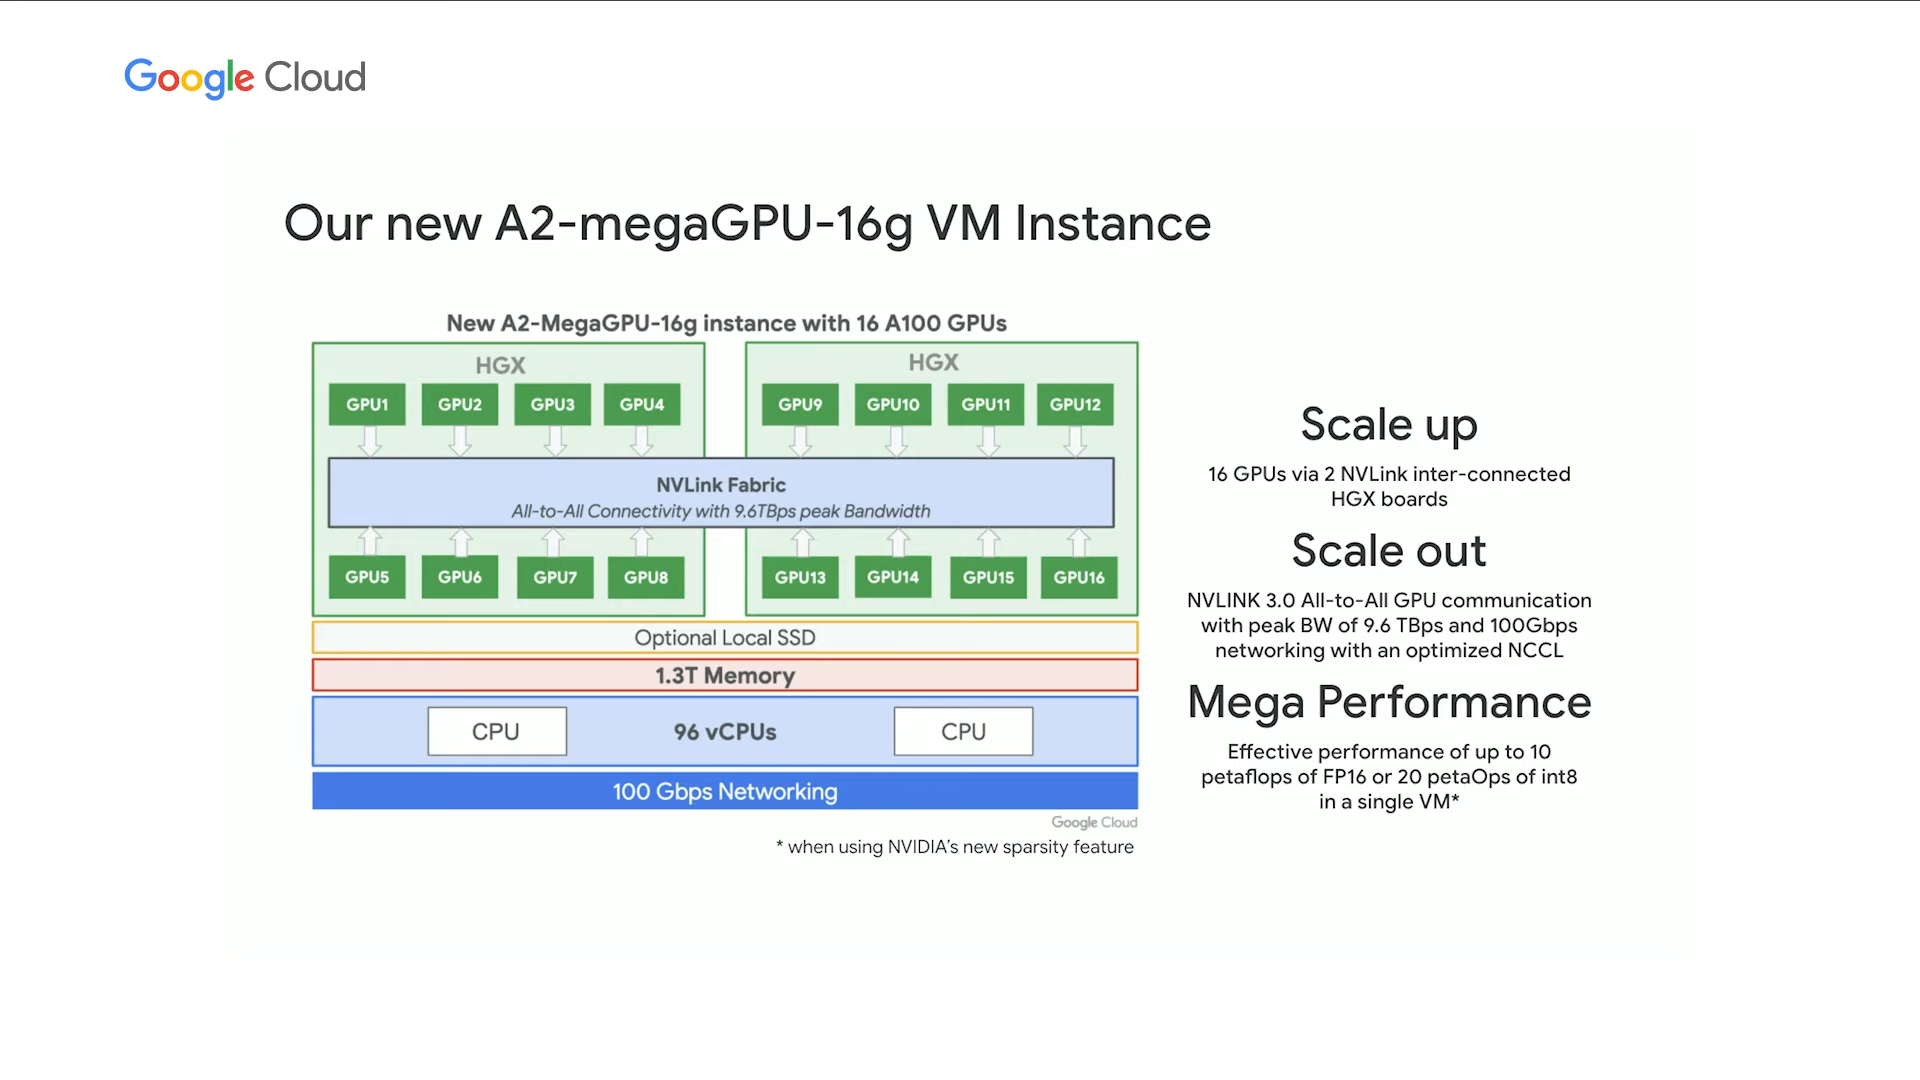 Google Cloud
Our new A2-megaGPU-16g VM Instance
New A2-MegaGPU-16g instance with 16 A100 GPUs
HGX
GPU1 GPU2 GPU3 GPU4
HGX
GPU9 GPU10 GPU11 GPU12
NVLink Fabric
All-to-All Connectivity with 9.6TBps peak Bandwidth
GPU5 GPU6 GPU7 GPU8
GPU13 GPU14 GPU15 GPU16
Optional Local SSD
1.3T Memory
CPU 96 vCPUs CPU
100 Gbps Networking
Google Cloud
* when using NVIDIA's new sparsity feature
Scale up
16 GPUs via 2 NVLink inter-connected
HGX boards
Scale out
NVLINK 3.0 All-to-All GPU communication
with peak BW of 9.6 TBps and 100Gbps
networking with an optimized NCCL
Mega Performance
Effective performance of up to 10
petaflops of FP16 or 20 petaOps of int8
in a single VM*